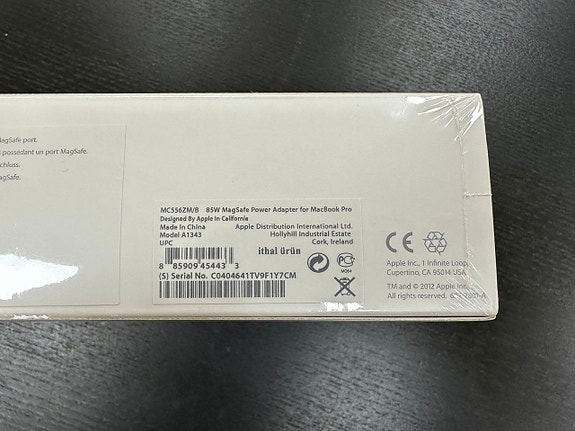 MagSafe port.
possédant un port MagSafe.
chluss.
MC556ZM/B 85W MagSafe Power Adapter for MacBook Pro
Designed By Apple in California
Made in China
Model A1343
UPC
Apple Distribution International Ltd.
Hollyhill Industrial Estate
Cork, Ireland
ithal ürün
8 85909 45443 3
(S) Serial No. C0404641TV9F1Y7CM
CE
Apple Inc., 1 Infinite Loop,
Cupertino, CA 95014 USA
TM and © 2012 Apple Inc.
All rights reserved.